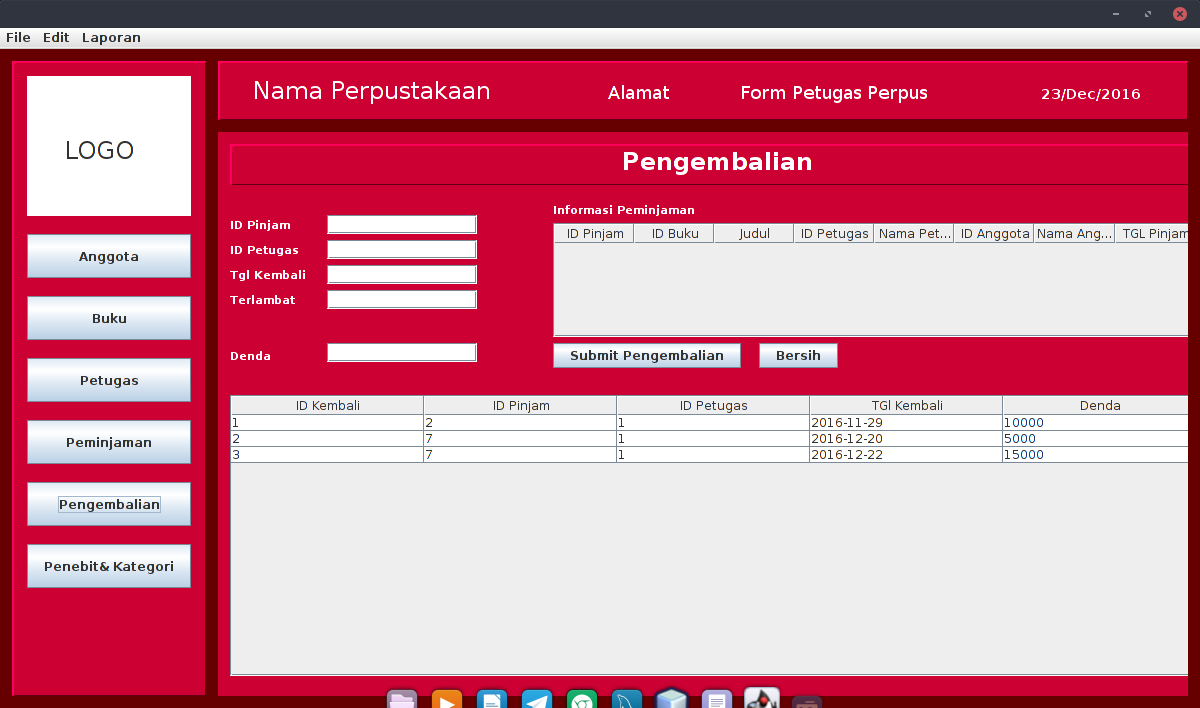 File Edit Laporan
LOGO
Nama Perpustakaan Alamat Form Petugas Perpus 23/Dec/2016
Anggota
Buku
Petugas
Peminjaman
Pengembalian
Penebit& Kategori
Pengembalian
ID Pinjam
ID Petugas
Tgl Kembali
Terlambat
Denda
Informasi Peminjaman
ID Pinjam ID Buku Judul ID Petugas Nama Pet... ID Anggota Nama Ang... TGL Pinjam
Submit Pengembalian Bersih
ID Kembali ID Pinjam ID Petugas TGl Kembali Denda
1 2 1 2016-11-29 10000
2 7 1 2016-12-20 5000
3 7 1 2016-12-22 15000